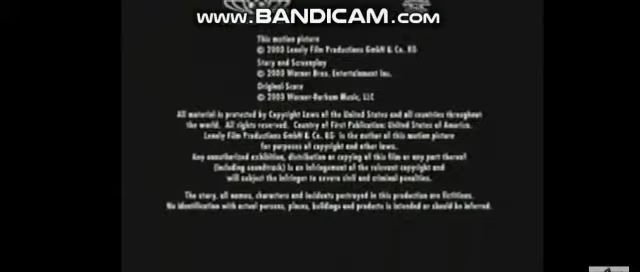 www.BANDICAM.com
This motion picture
© 2003 Lonely Film Productions GmbH & Co. KG
Story and Screenplay
© 2003 Warner Bros. Entertainment Inc.
Original Score
© 2003 Warner-Barham Music, LLC
All material is protected by Copyright Laws of the United States and all countries throughout
the world. All rights reserved. Country of First Publication: United States of America.
Lonely Film Productions GmbH & Co. KG is the author of this motion picture
for purposes of copyright and other laws.
Any unauthorized exhibition, distribution or copying of this film or any part thereof
(including soundtrack) is an infringement of the relevant copyright and
will subject the infringer to severe civil and criminal penalties.
The story, all names, characters and incidents portrayed in this production are fictitious.
No identification with actual persons, places, buildings and products is intended or should be inferred.